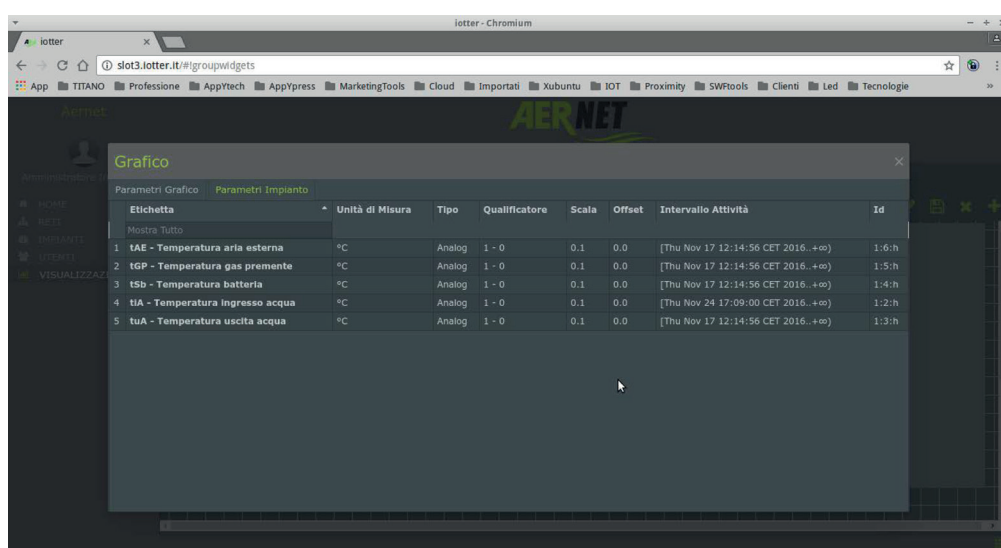 iotter - Chromium
iotter
slot3.iotter.it/#!groupwidgets
App TITANO Professione AppYtech AppYpress MarketingTools Cloud Importati Xubuntu IOT Proximity SWFtools Clienti Led Tecnologie »
Aernet
AERNET
Amministratore
Grafico
Parametri Grafico Parametri Impianto
Etichetta Unità di Misura Tipo Qualificatore Scala Offset Intervallo Attività Id
Mostra Tutto
1 tAE - Temperatura aria esterna °C Analog 1 - 0 0.1 0.0 [Thu Nov 17 12:14:56 CET 2016..+∞) 1:6:h
2 tGP - Temperatura gas premente °C Analog 1 - 0 0.1 0.0 [Thu Nov 17 12:14:56 CET 2016..+∞) 1:5:h
3 tSb - Temperatura batteria °C Analog 1 - 0 0.1 0.0 [Thu Nov 17 12:14:56 CET 2016..+∞) 1:4:h
4 tiA - Temperatura ingresso acqua °C Analog 1 - 0 0.1 0.0 [Thu Nov 24 17:09:00 CET 2016..+∞) 1:2:h
5 tuA - Temperatura uscita acqua °C Analog 1 - 0 0.1 0.0 [Thu Nov 17 12:14:56 CET 2016..+∞) 1:3:h
HOME
RETI
IMPIANTI
UTENTI
VISUALIZZAZ